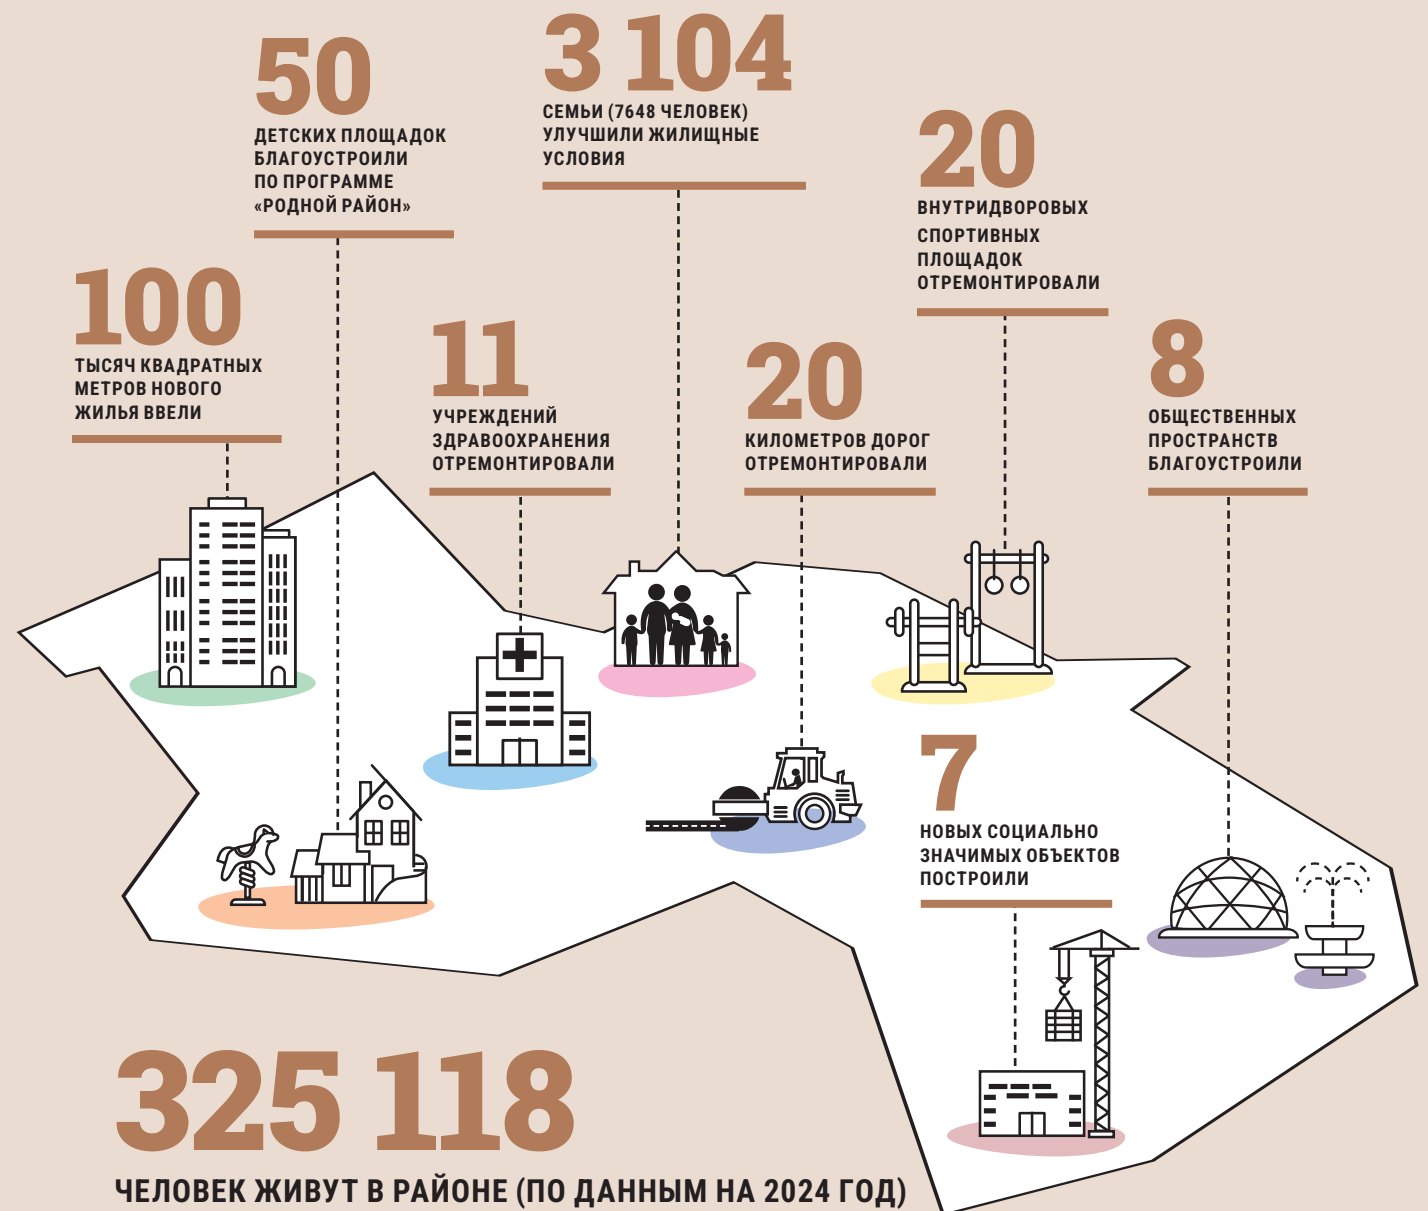 50
ДЕТСКИХ ПЛОЩАДОК
БЛАГОУСТРОИЛИ
ПО ПРОГРАММЕ
«РОДНОЙ РАЙОН»
3 104
СЕМЬИ (7648 ЧЕЛОВЕК)
УЛУЧШИЛИ ЖИЛИЩНЫЕ
УСЛОВИЯ
20
ВНУТРИДВОРОВЫХ
СПОРТИВНЫХ
ПЛОЩАДОК
ОТРЕМОНТИРОВАЛИ
100
ТЫСЯЧ КВАДРАТНЫХ
МЕТРОВ НОВОГО
ЖИЛЬЯ ВВЕЛИ
11
УЧРЕЖДЕНИЙ
ЗДРАВООХРАНЕНИЯ
ОТРЕМОНТИРОВАЛИ
20
КИЛОМЕТРОВ ДОРОГ
ОТРЕМОНТИРОВАЛИ
8
ОБЩЕСТВЕННЫХ
ПРОСТРАНСТВ
БЛАГОУСТРОИЛИ
7
НОВЫХ СОЦИАЛЬНО
ЗНАЧИМЫХ ОБЪЕКТОВ
ПОСТРОИЛИ
325 118
ЧЕЛОВЕК ЖИВУТ В РАЙОНЕ (ПО ДАННЫМ НА 2024 ГОД)